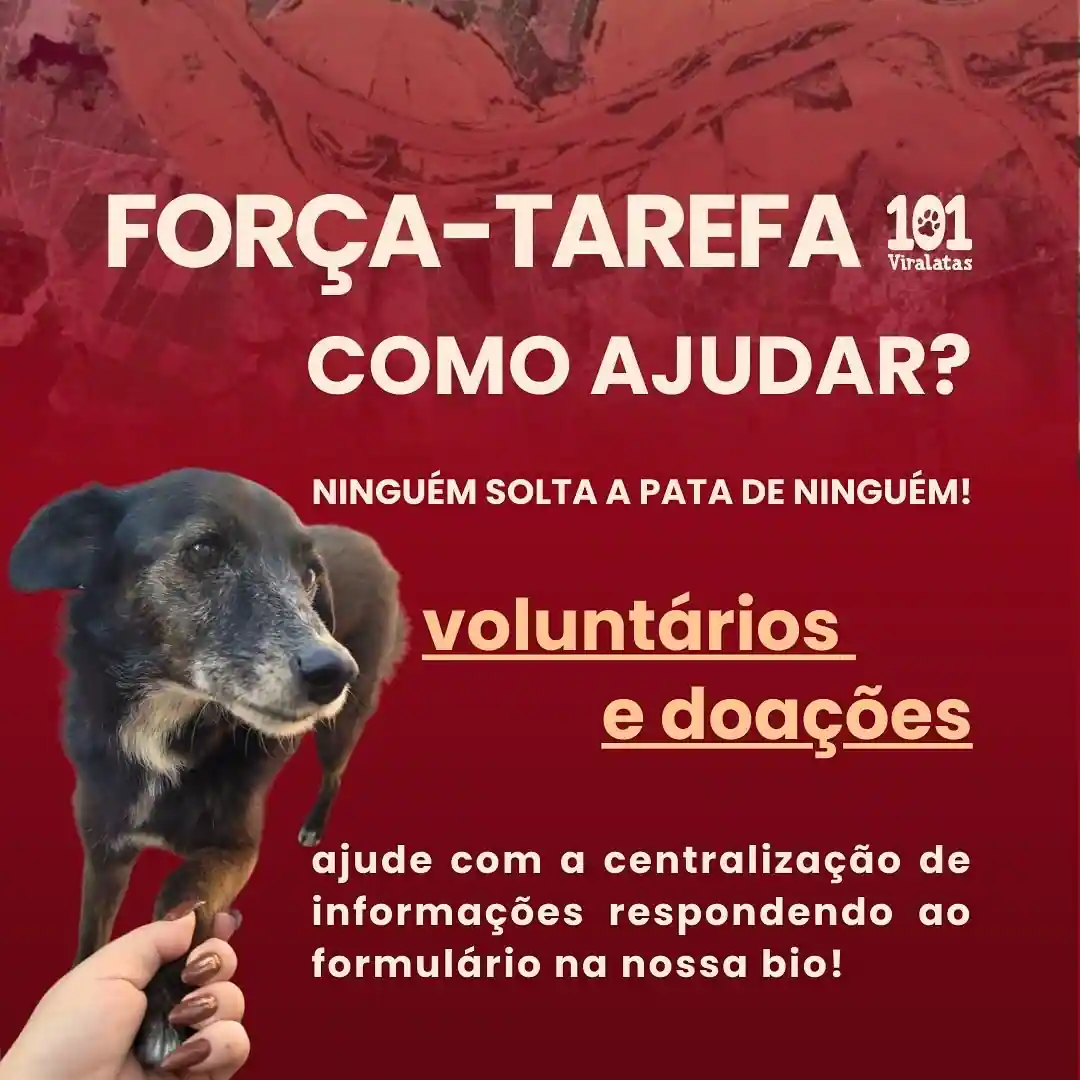 FORÇA-TAREFA
101
Viralatas
COMO AJUDAR?
NINGUÉM SOLTA A PATA DE NINGUÉM!
voluntários
e doações
ajude com a centralização de
informações respondendo ao
formulário na nossa bio!